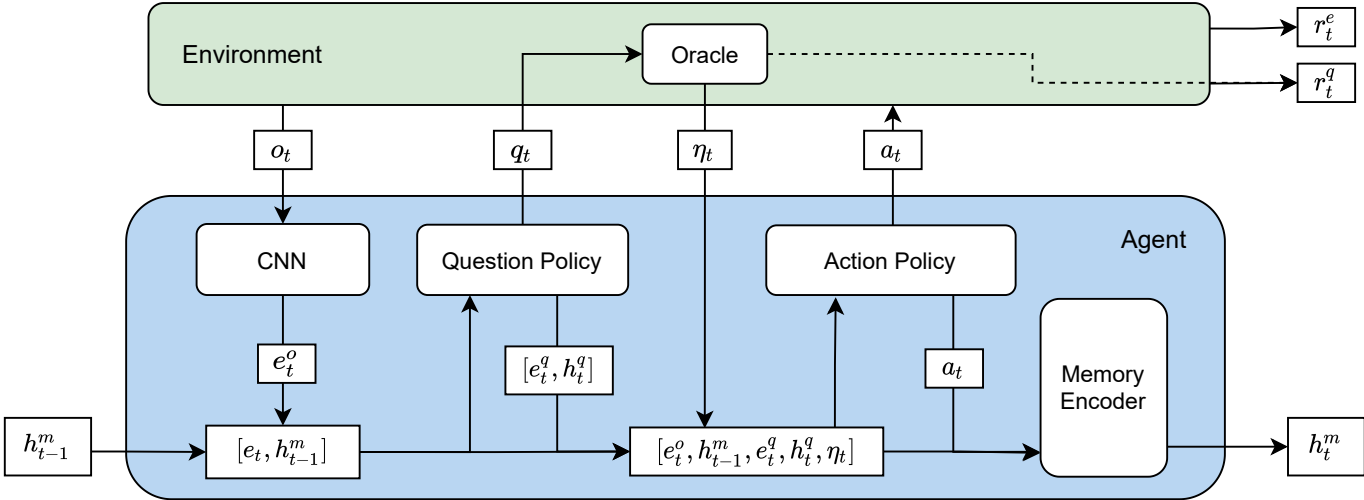 r_t^e
Environment
Oracle
r_t^q
o_t
q_t
η_t
a_t
Agent
CNN
Question Policy
Action Policy
e_t^o
[e_t^q, h_t^q]
a_t
Memory
Encoder
h_{t-1}^m
[e_t, h_{t-1}^m]
[e_t^o, h_{t-1}^m, e_t^q, h_t^q, η_t]
h_t^m